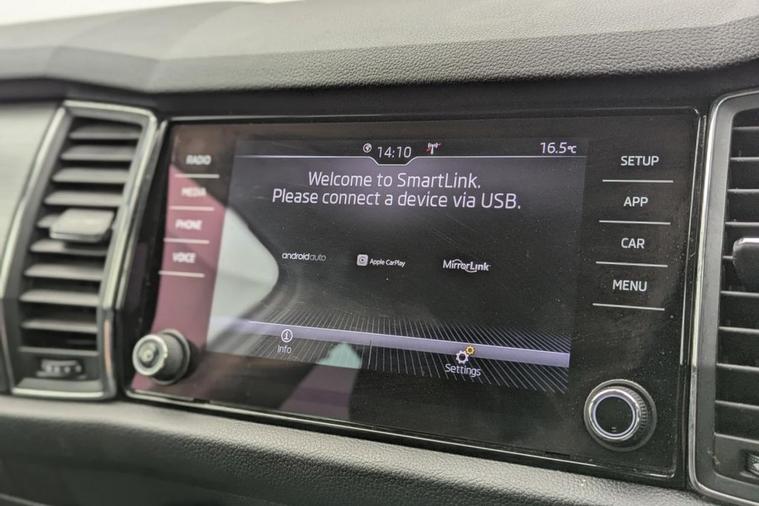 RADIO
MEDIA
PHONE
VOICE
14:10
16.5°C
Welcome to SmartLink.
Please connect a device via USB.
androidauto
Apple CarPlay
MirrorLink
Info
Settings
SETUP
APP
CAR
MENU